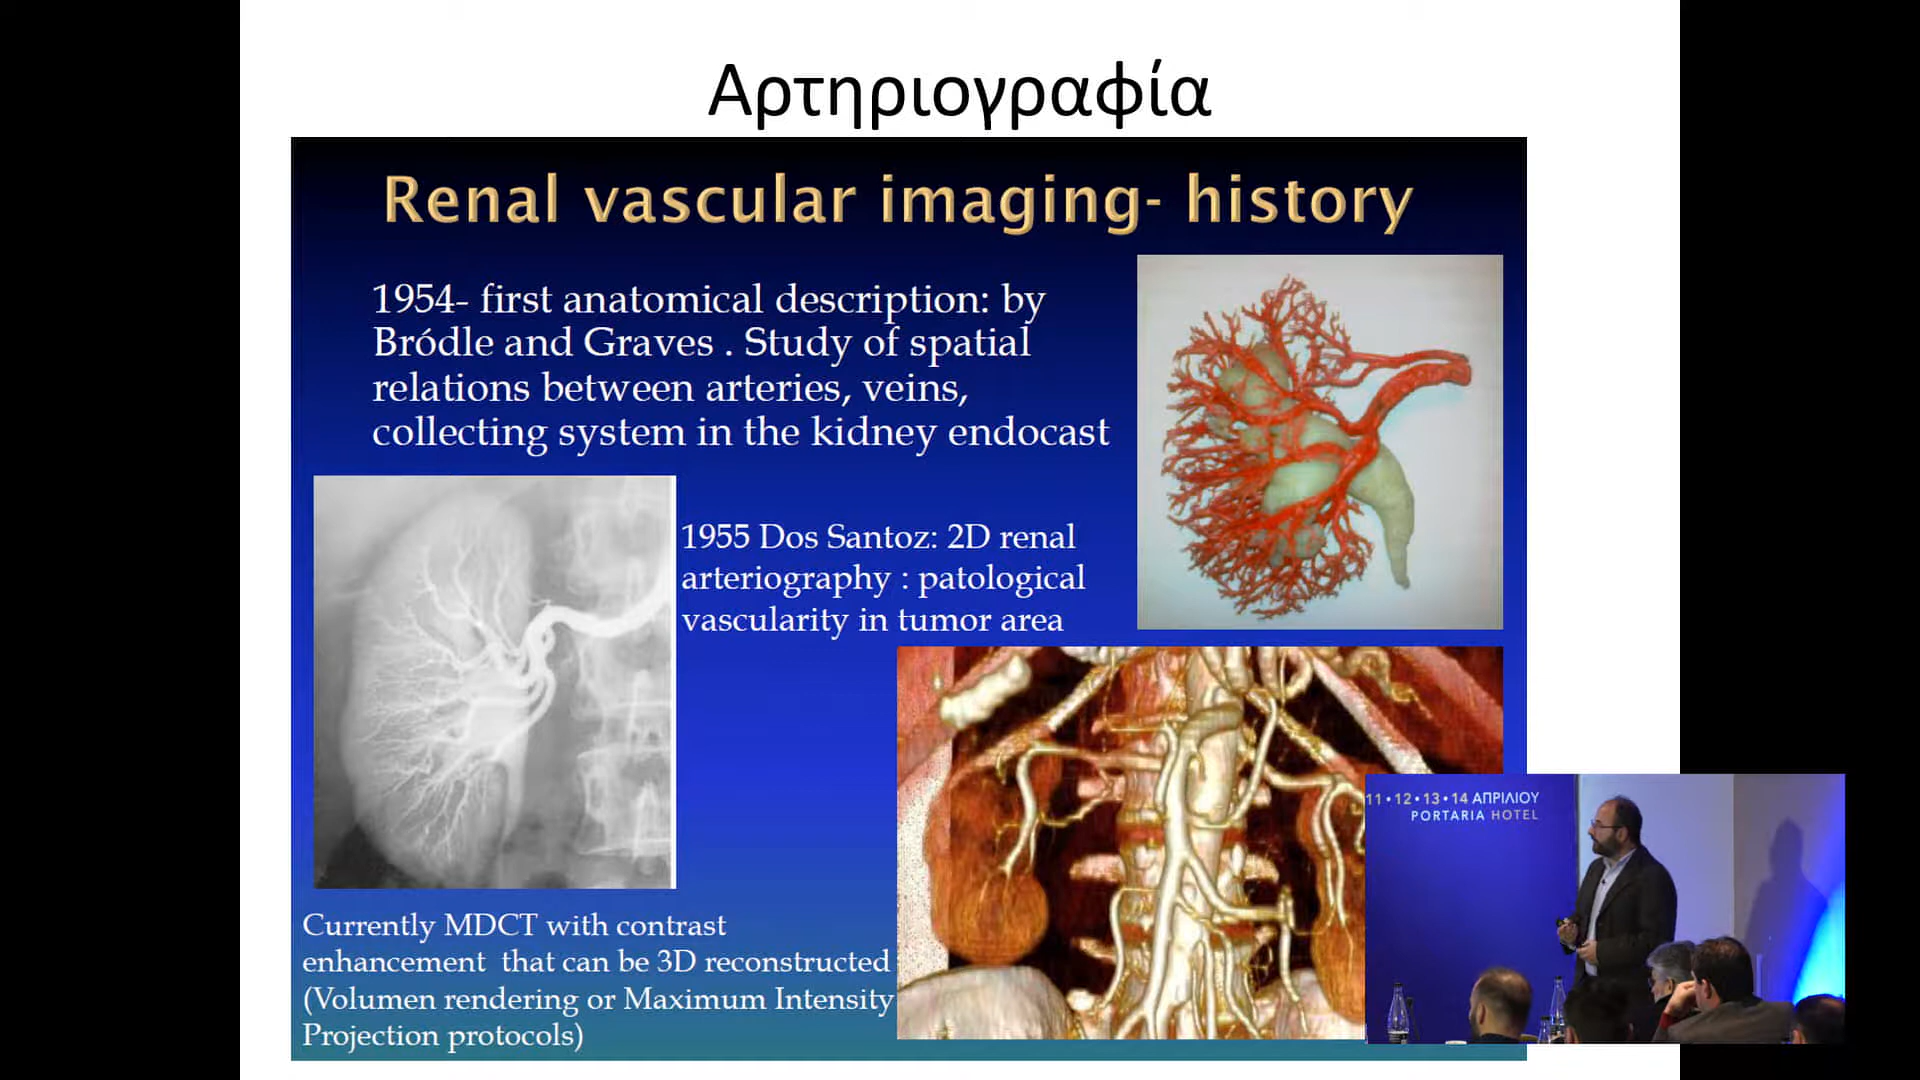 Αρτηριογραφία
Renal vascular imaging- history
1954- first anatomical description: by
Bródle and Graves . Study of spatial
relations between arteries, veins,
collecting system in the kidney endocast
1955 Dos Santoz: 2D renal
arteriography : patological
vascularity in tumor area
Currently MDCT with contrast
enhancement that can be 3D reconstructed
(Volumen rendering or Maximum Intensity
Projection protocols)
11 • 12 • 13 • 14 ΑΠΡΙΛΙΟΥ
PORTARIA HOTEL